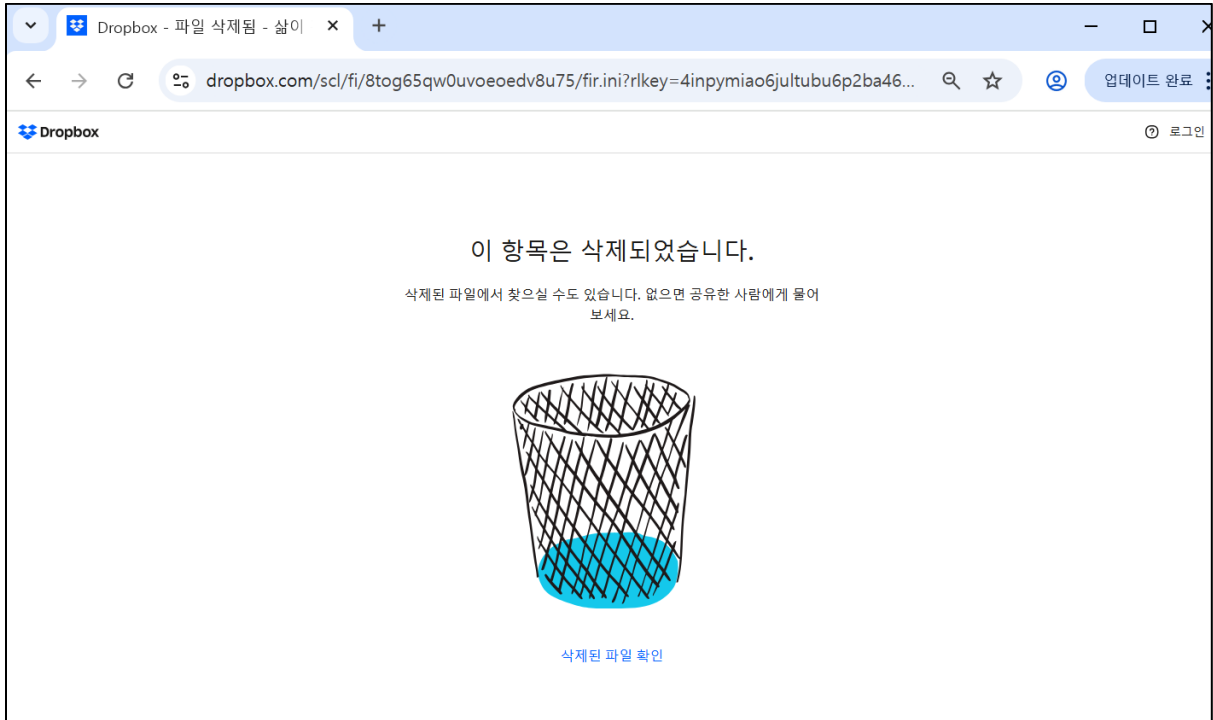 Dropbox - 파일 삭제됨 - 삶이
dropbox.com/scl/fi/8tog65qw0uvoeoedv8u75/fir.ini?rlkey=4inpymiao6jultubu6p2ba46...
업데이트 완료
Dropbox
로그인
이 항목은 삭제되었습니다.
삭제된 파일에서 찾으실 수도 있습니다. 없으면 공유한 사람에게 물어
보세요.
삭제된 파일 확인